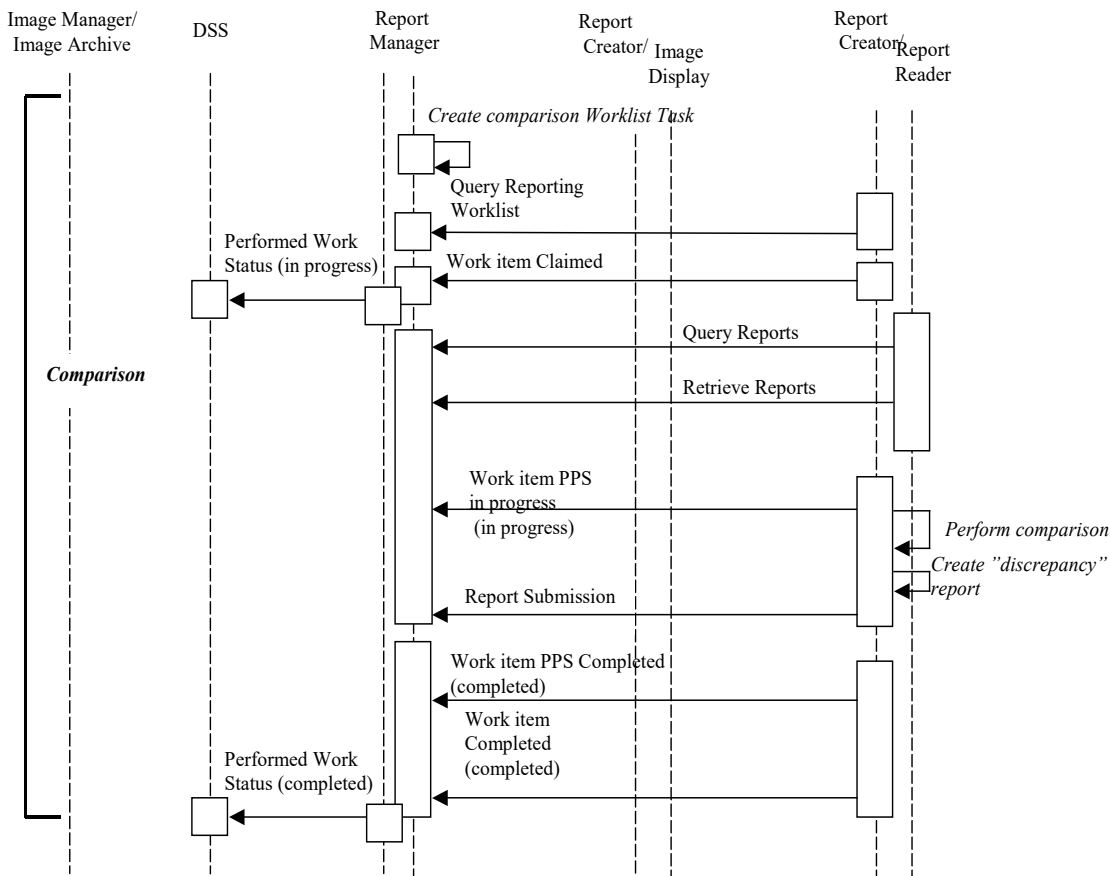 Image Manager/
Image Archive
DSS
Report
Manager
Report
Creator/
Image
Display
Report
Creator/
Report
Reader
Create comparison Worklist Task
Query Reporting
Worklist
Performed Work
Status (in progress)
Work item Claimed
Query Reports
Comparison
Retrieve Reports
Work item PPS
in progress
(in progress)
Perform comparison
Create ”discrepancy”
report
Report Submission
Work item PPS Completed
(completed)
Work item
Completed
(completed)
Performed Work
Status (completed)